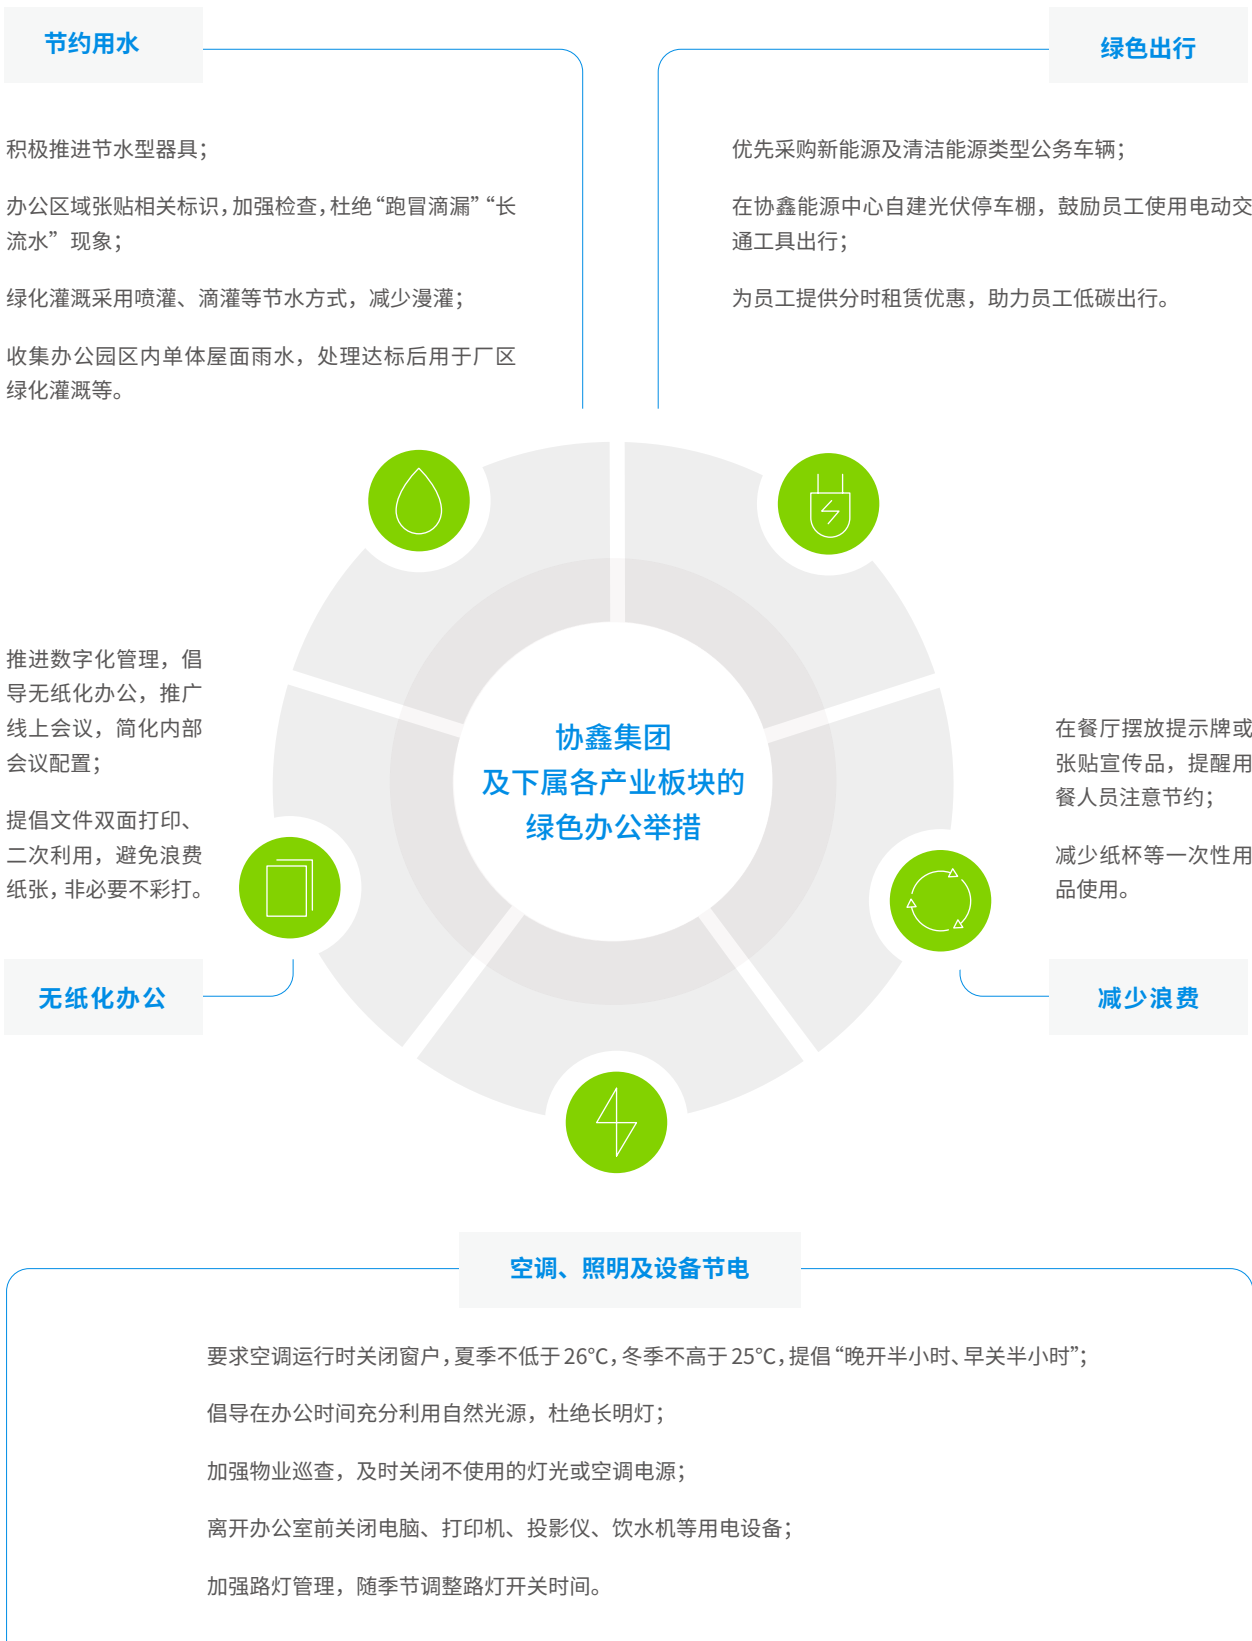 节约用水
积极推进节水型器具；
办公区域张贴相关标识，加强检查，杜绝“跑冒滴漏”“长
流水”现象；
绿化灌溉采用喷灌、滴灌等节水方式，减少漫灌；
收集办公园区内单体屋面雨水，处理达标后用于厂区
绿化灌溉等。
绿色出行
优先采购新能源及清洁能源类型公务车辆；
在协鑫能源中心自建光伏停车棚，鼓励员工使用电动交
通工具出行；
为员工提供分时租赁优惠，助力员工低碳出行。
推进数字化管理，倡
导无纸化办公，推广
线上会议，简化内部
会议配置；
提倡文件双面打印、
二次利用，避免浪费
纸张，非必要不彩打。
无纸化办公
协鑫集团
及下属各产业板块的
绿色办公举措
在餐厅摆放提示牌或
张贴宣传品，提醒用
餐人员注意节约；
减少纸杯等一次性用
品使用。
减少浪费
空调、照明及设备节电
要求空调运行时关闭窗户，夏季不低于26℃，冬季不高于25℃，提倡“晚开半小时、早关半小时”；
倡导在办公时间充分利用自然光源，杜绝长明灯；
加强物业巡查，及时关闭不使用的灯光或空调电源；
离开办公室前关闭电脑、打印机、投影仪、饮水机等用电设备；
加强路灯管理，随季节调整路灯开关时间。